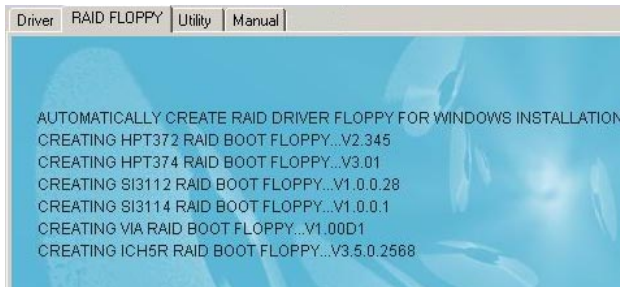 Driver RAID FLOPPY Utility Manual
AUTOMATICALLY CREATE RAID DRIVER FLOPPY FOR WINDOWS INSTALLATION
CREATING HPT372 RAID BOOT FLOPPY...V2.345
CREATING HPT374 RAID BOOT FLOPPY...V3.01
CREATING SI3112 RAID BOOT FLOPPY...V1.0.0.28
CREATING SI3114 RAID BOOT FLOPPY...V1.0.0.1
CREATING VIA RAID BOOT FLOPPY...V1.00D1
CREATING ICH5R RAID BOOT FLOPPY...V3.5.0.2568